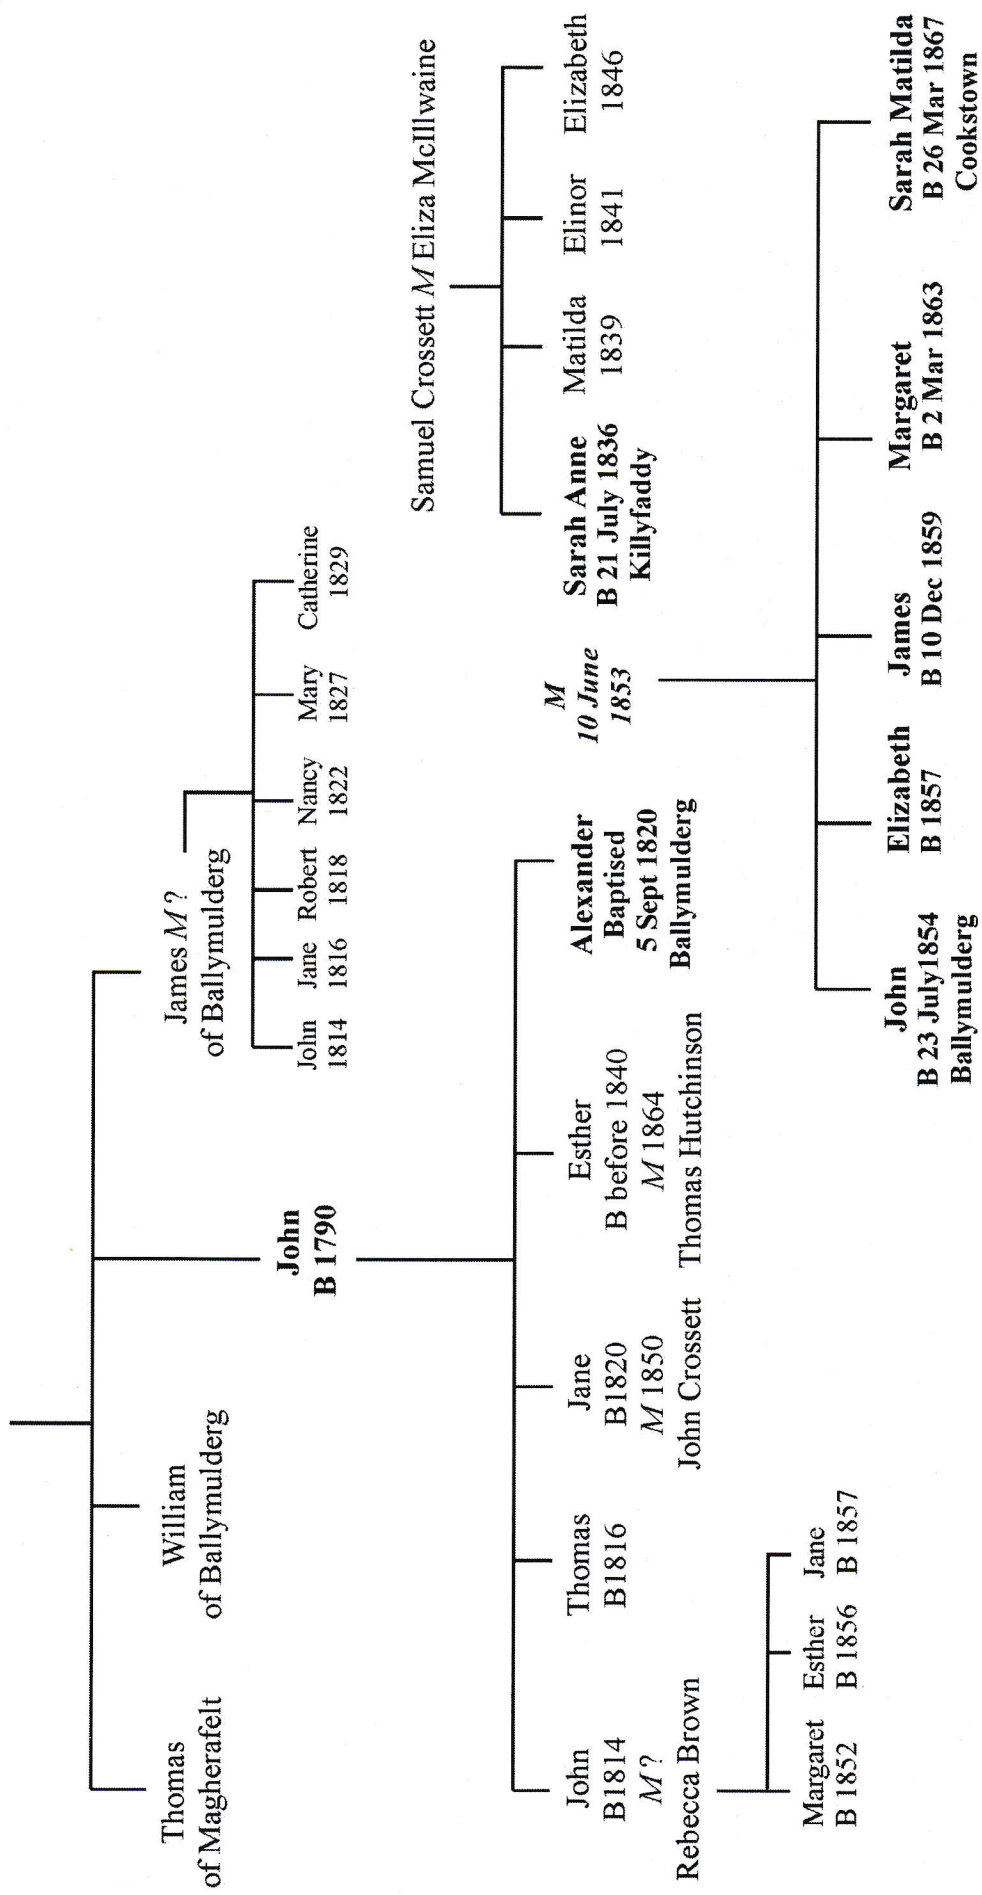 Thomas
of Magherafelt
William
of Ballymulderg
John
B 1790
James M ?
of Ballymulderg
John
1814
Jane
1816
Robert
1818
Nancy
1822
Mary
1827
Catherine
1829
Samuel Crossett M Eliza McIllwaine
John
B1814
M ?
Rebecca Brown
Thomas
B1816
Jane
B1820
M 1850
John Crossett
Esther
B before 1840
M 1864
Thomas Hutchinson
Alexander
Baptised
5 Sept 1820
Ballymulderg
M
10 June
1853
Sarah Anne
B 21 July 1836
Killyfaddy
Matilda
1839
Elinor
1841
Elizabeth
1846
Margaret
B 1852
Esther
B 1856
Jane
B 1857
John
B 23 July1854
Ballymulderg
Elizabeth
B 1857
James
B 10 Dec 1859
Margaret
B 2 Mar 1863
Sarah Matilda
B 26 Mar 1867
Cookstown